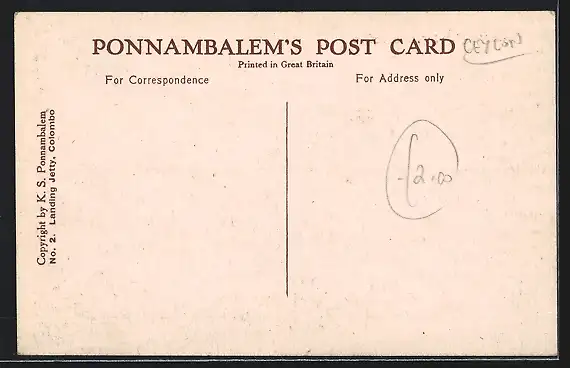 PONNAMBALEM'S POST CARD
CEYLON
Printed in Great Britain
For Correspondence
For Address only
Copyright by K. S. Ponnambalem
No. 2. Landing Jetty, Colombo
£2.00